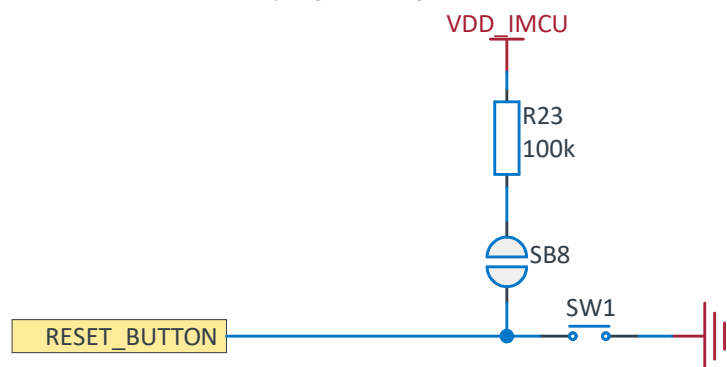 VDD_IMCU
R23
100k
SB8
SW1
RESET_BUTTON